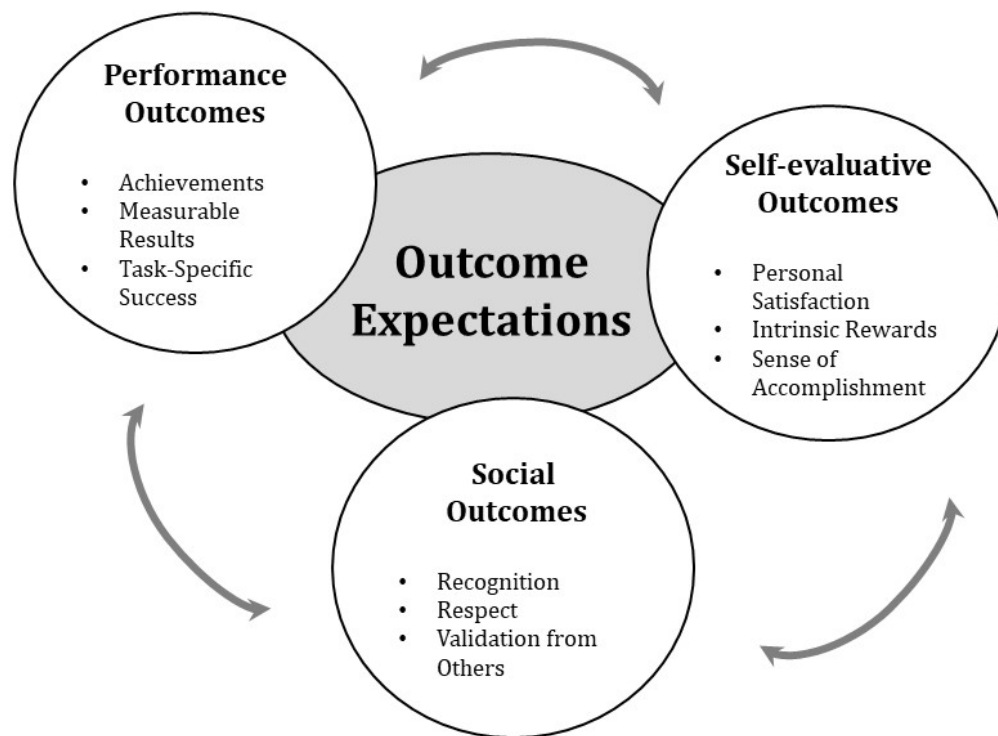 Performance
Outcomes
• Achievements
• Measurable
Results
• Task-Specific
Success
Outcome
Expectations
Self-evaluative
Outcomes
• Personal
Satisfaction
• Intrinsic Rewards
• Sense of
Accomplishment
Social
Outcomes
• Recognition
• Respect
• Validation from
Others